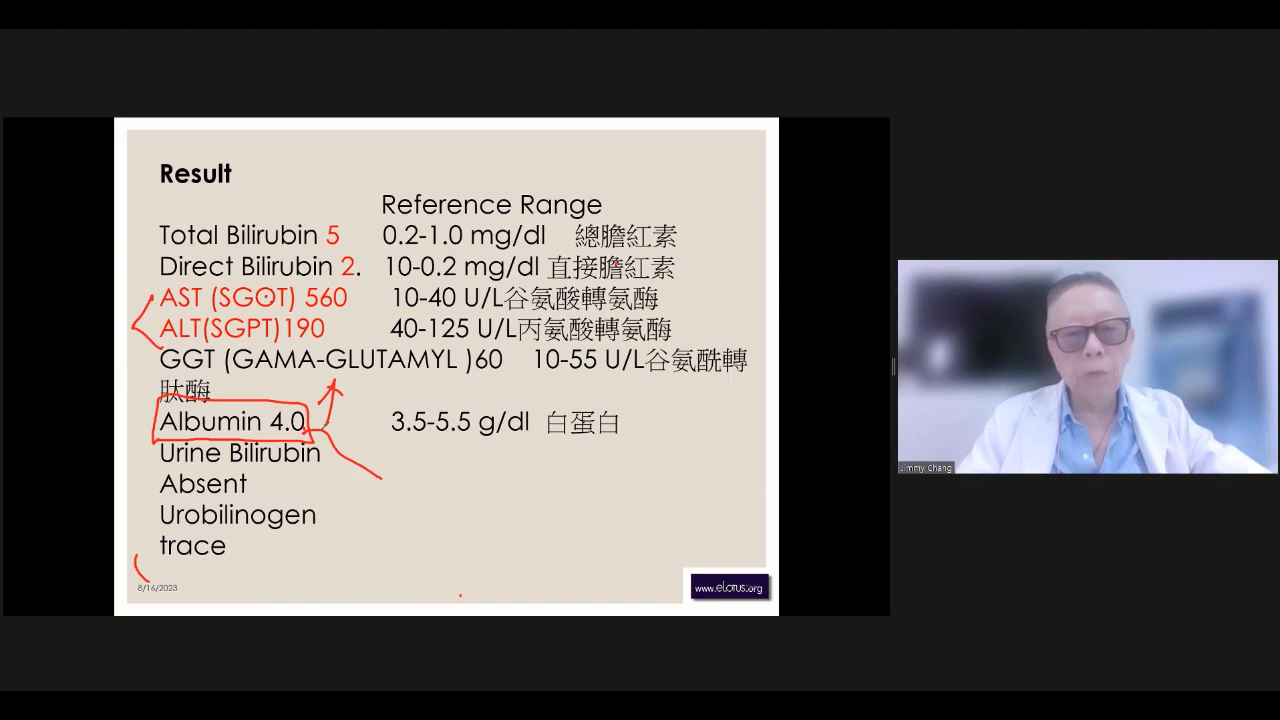 Result
Reference Range
Total Bilirubin 5 0.2-1.0 mg/dl 總膽紅素
Direct Bilirubin 2. 10-0.2 mg/dl 直接膽紅素
AST (SGOT) 560 10-40 U/L谷氨酸轉氨酶
ALT(SGPT)190 40-125 U/L丙氨酸轉氨酶
GGT (GAMA-GLUTAMYL )60 10-55 U/L谷氨酰轉
肽酶
Albumin 4.0 3.5-5.5 g/dl 白蛋白
Urine Bilirubin
Absent
Urobilinogen
trace
8/16/2023
www.eLotus.org
Jimmy Chang